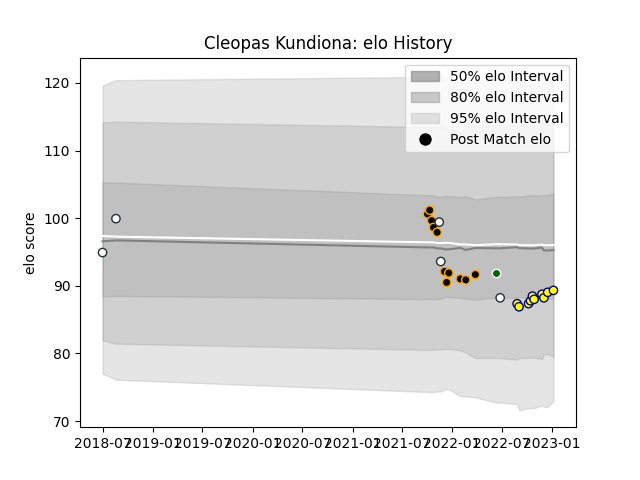 Cleopas Kundiona: elo History
50% elo Interval
80% elo Interval
95% elo Interval
Post Match elo
elo score
120
110
100
90
80
70
2018-07 2019-01 2019-07 2020-01 2020-07 2021-01 2021-07 2022-01 2022-07 2023-01